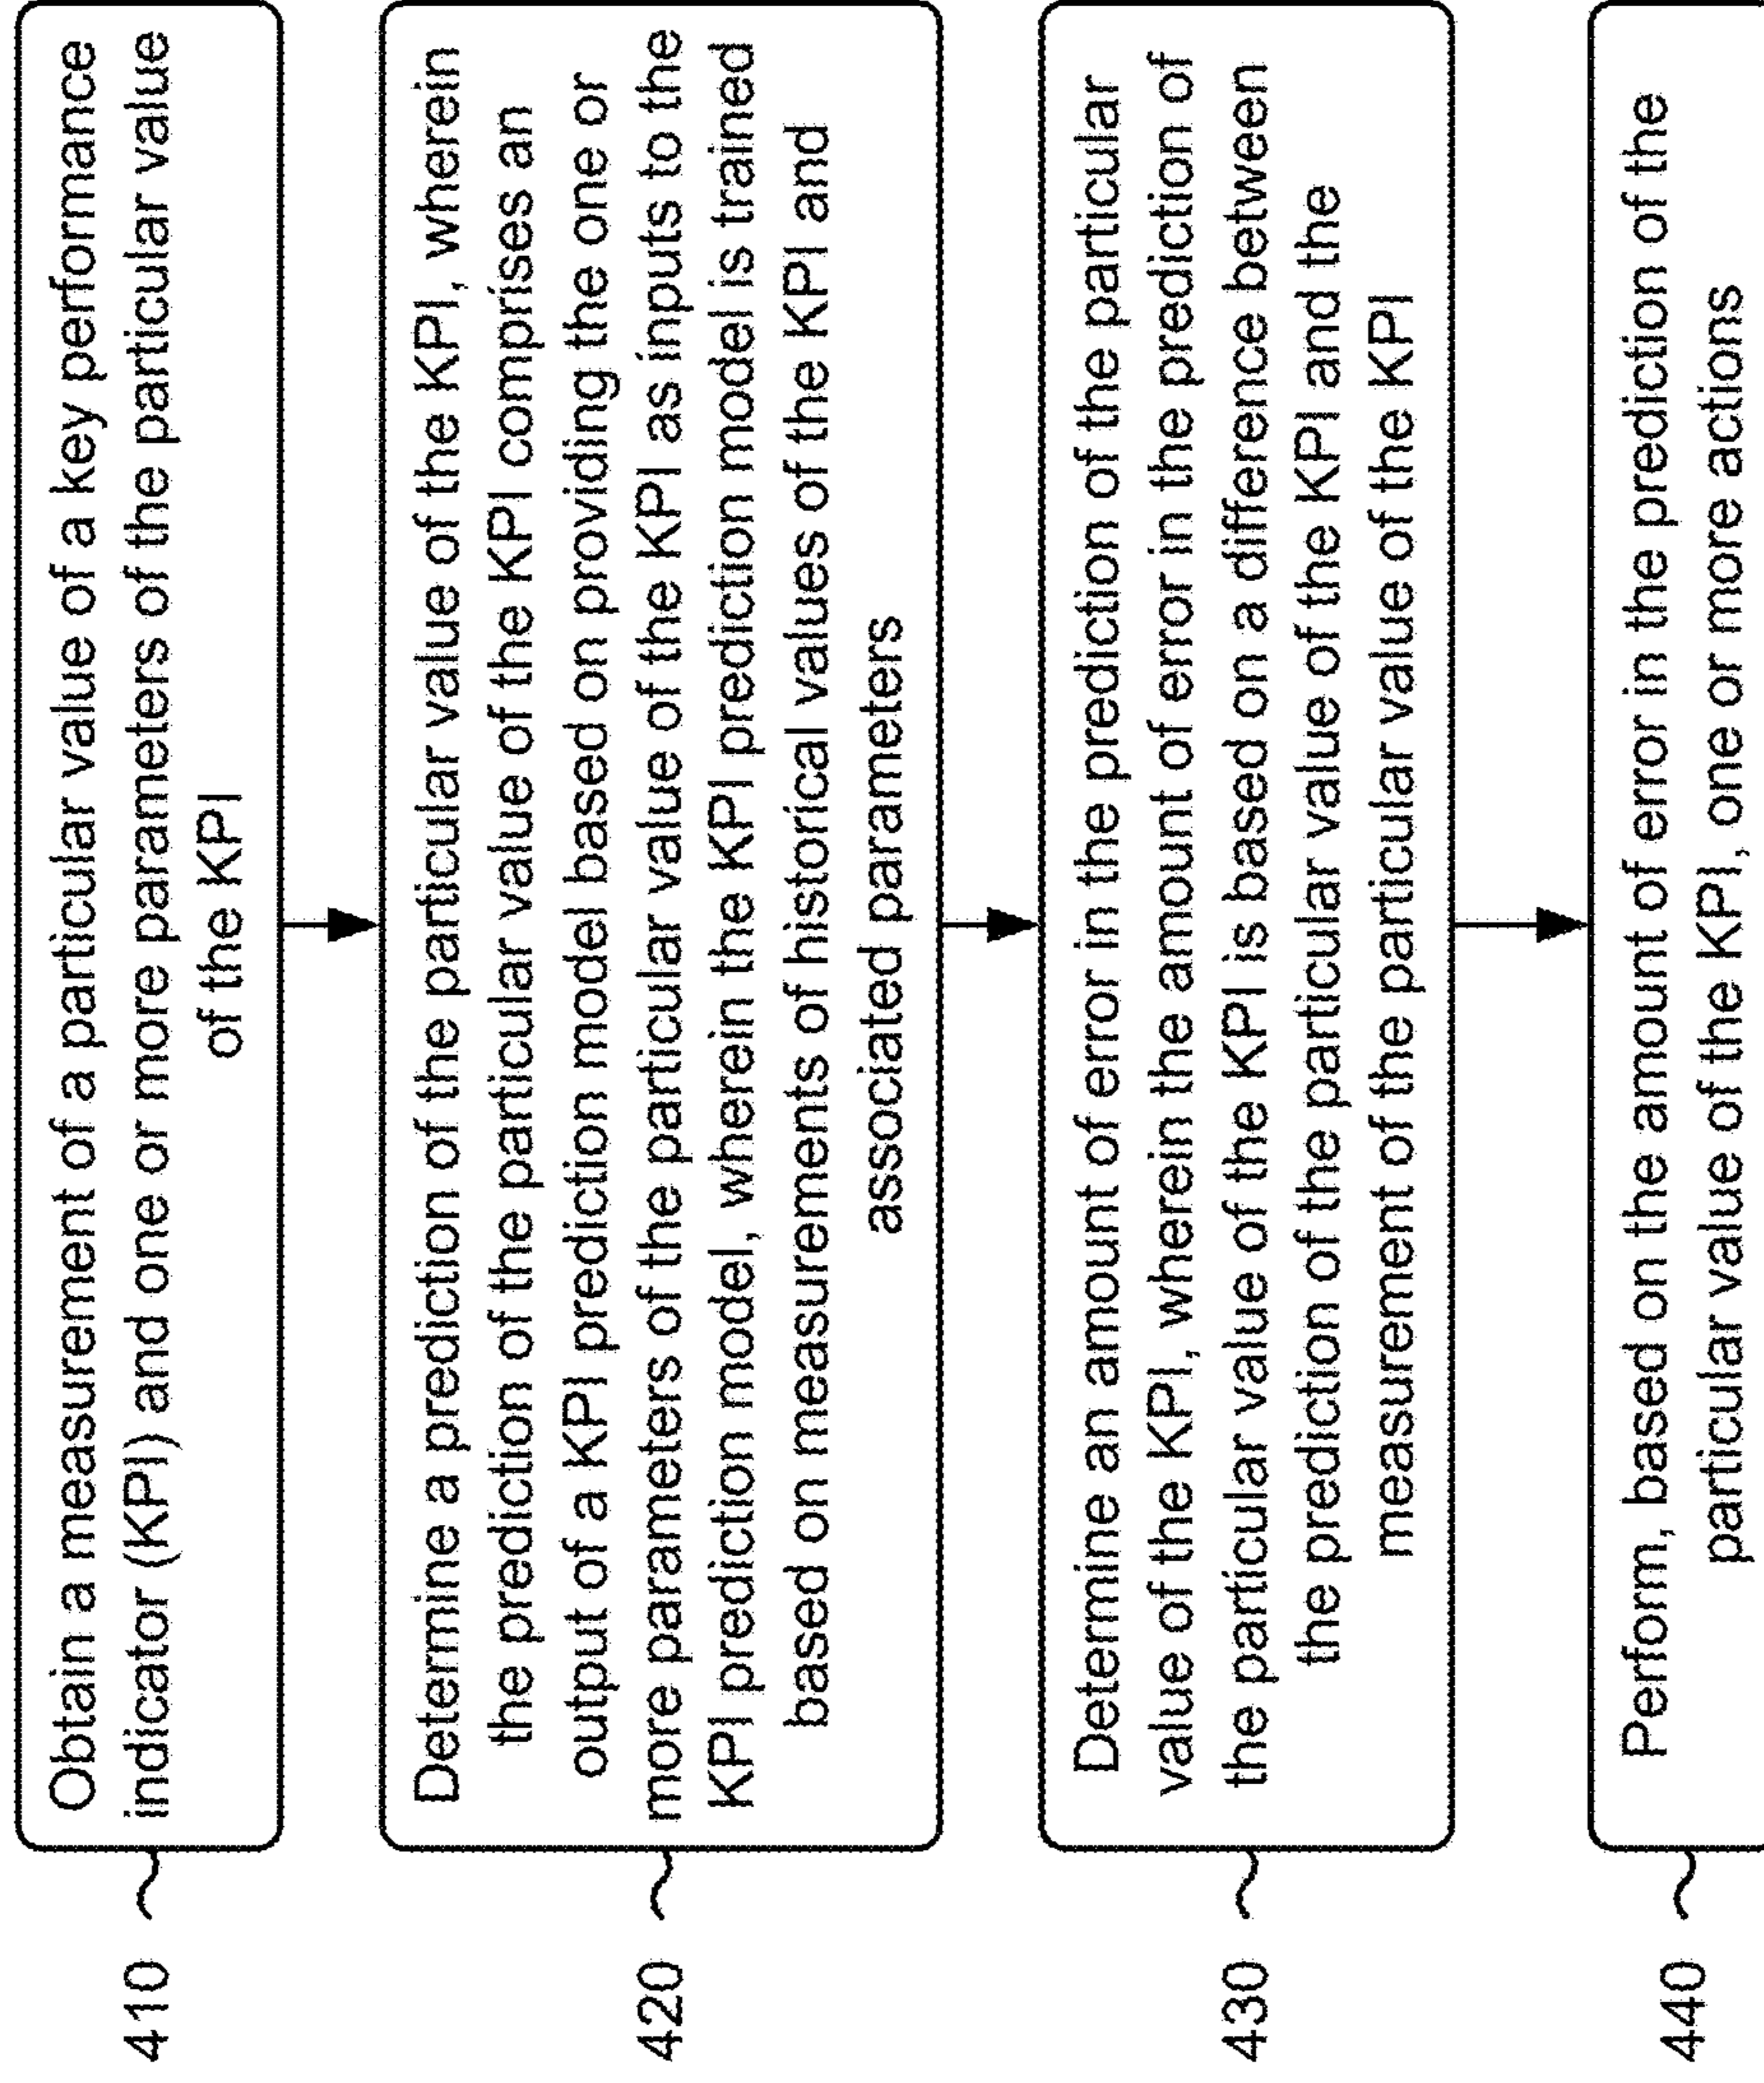 410
Obtain a measurement of a particular value of a key performance
indicator (KPI) and one or more parameters of the particular value
of the KPI
420
Determine a prediction of the particular value of the KPI, wherein
the prediction of the particular value of the KPI comprises an
output of a KPI prediction model based on providing the one or
more parameters of the particular value of the KPI as inputs to the
KPI prediction model, wherein the KPI prediction model is trained
based on measurements of historical values of the KPI and
associated parameters
430
Determine an amount of error in the prediction of the particular
value of the KPI, wherein the amount of error in the prediction of
the particular value of the KPI is based on a difference between
the prediction of the particular value of the KPI and the
measurement of the particular value of the KPI
440
Perform, based on the amount of error in the prediction of the
particular value of the KPI, one or more actions